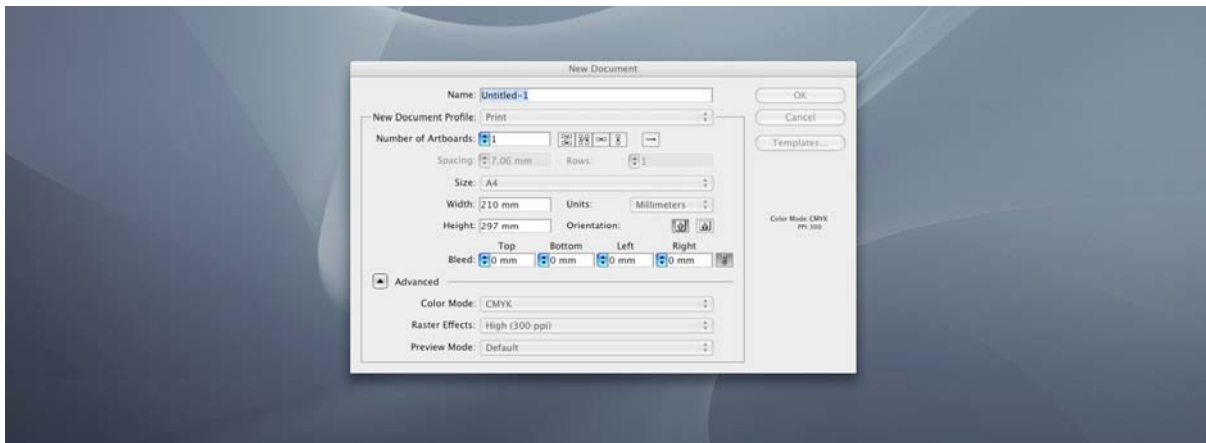 New Document
Name: Untitled-1
OK
New Document Profile: Print
Cancel
Number of Artboards: 1
Templates...
Spacing: 7.06 mm Rows: 1
Size: A4
Width: 210 mm Units: Millimeters
Height: 297 mm Orientation:
Color Mode: CMYK
PPI: 300
Top Bottom Left Right
Bleed: 0 mm 0 mm 0 mm 0 mm
Advanced
Color Mode: CMYK
Raster Effects: High (300 ppi)
Preview Mode: Default